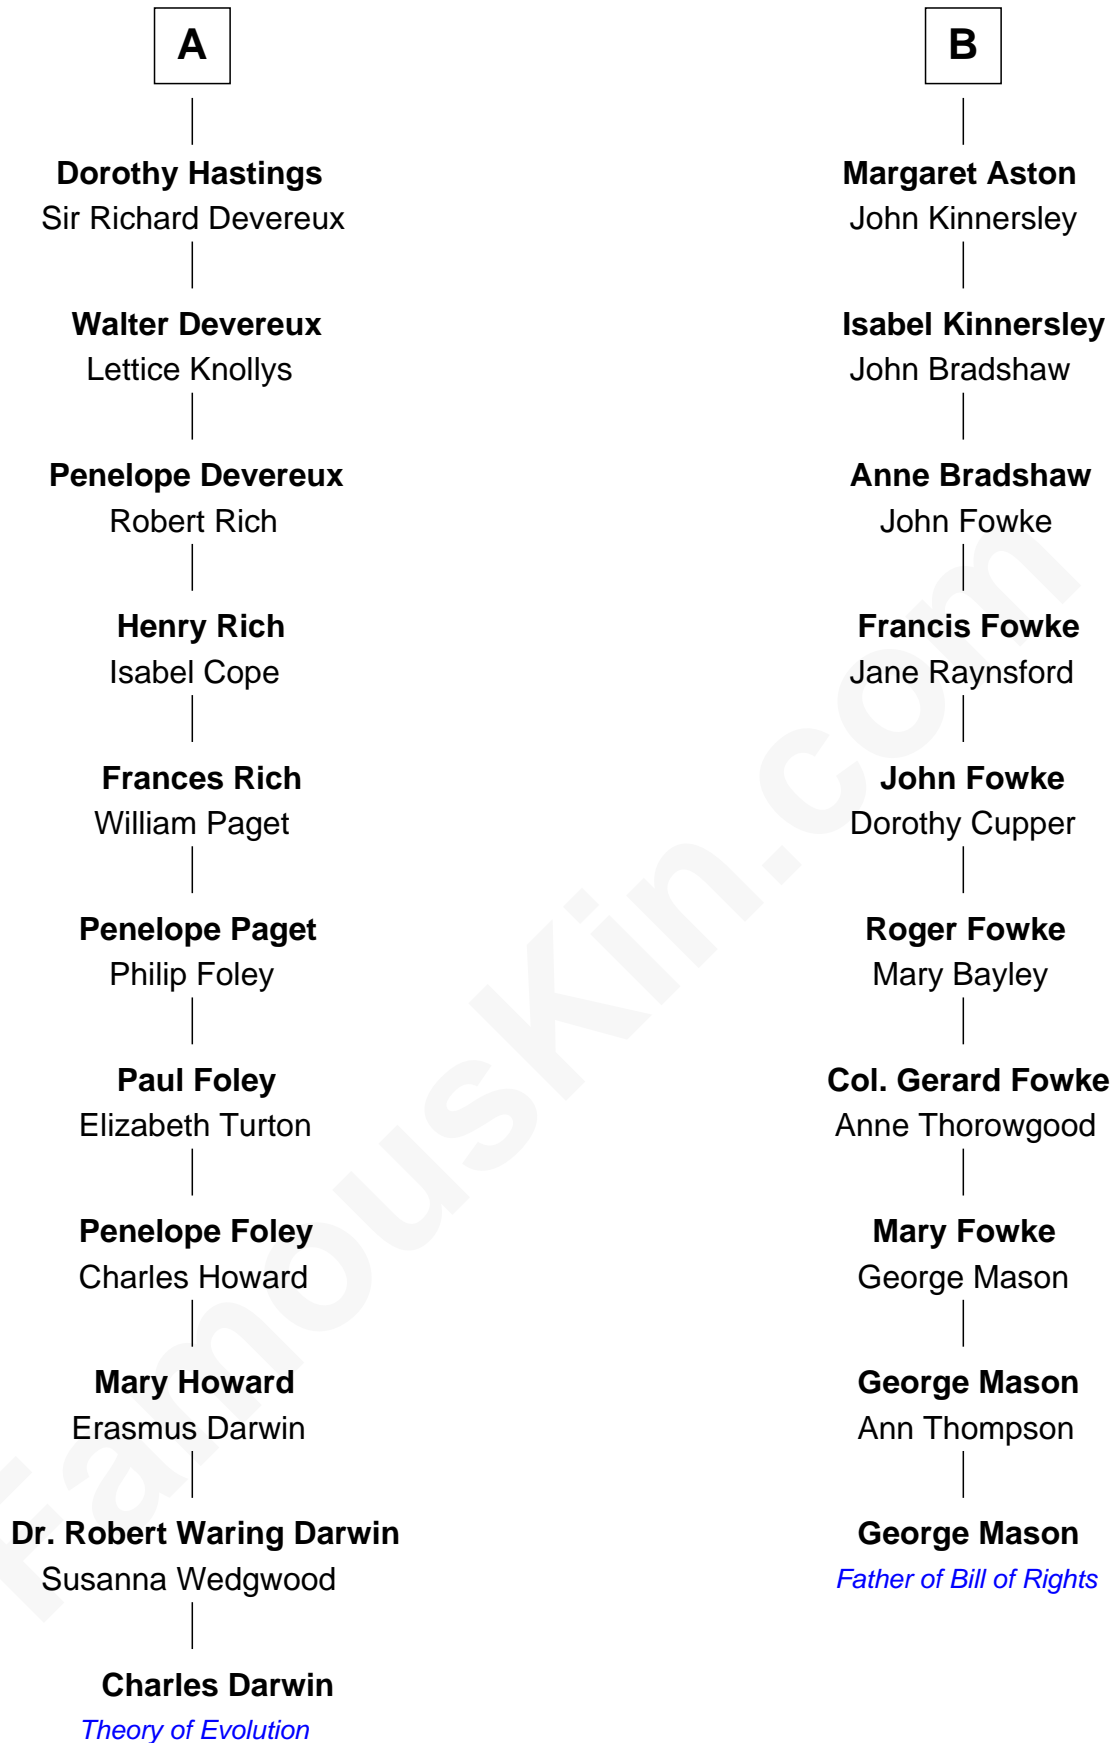 A
Dorothy Hastings
Sir Richard Devereux
Walter Devereux
Lettice Knollys
Penelope Devereux
Robert Rich
Henry Rich
Isabel Cope
Frances Rich
William Paget
Penelope Paget
Philip Foley
Paul Foley
Elizabeth Turton
Penelope Foley
Charles Howard
Mary Howard
Erasmus Darwin
Dr. Robert Waring Darwin
Susanna Wedgwood
Charles Darwin
Theory of Evolution
B
Margaret Aston
John Kinnersley
Isabel Kinnersley
John Bradshaw
Anne Bradshaw
John Fowke
Francis Fowke
Jane Raynsford
John Fowke
Dorothy Cupper
Roger Fowke
Mary Bayley
Col. Gerard Fowke
Anne Thorowgood
Mary Fowke
George Mason
George Mason
Ann Thompson
George Mason
Father of Bill of Rights
FamousKin.com